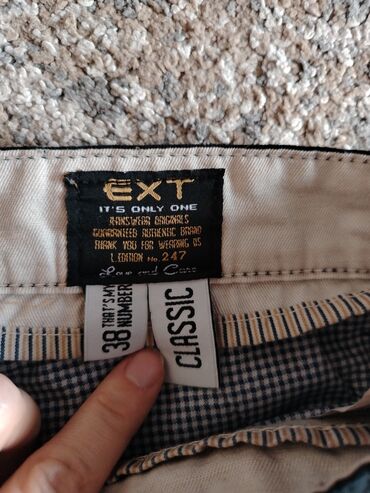 EXT
IT'S ONLY ONE
JEANSWEAR ORIGINALS
GUARANTEED AUTHENTIC BRAND
THANK YOU FOR WEARING US
L.EDITION No.247
Love and Care
38 THAT'S MY
NUMBER
CLASSIC